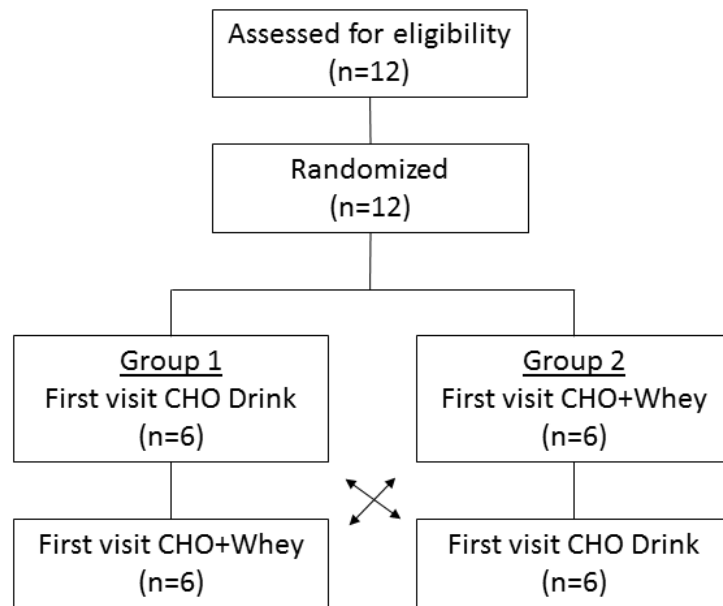 Assessed for eligibility
(n=12)
Randomized
(n=12)
Group 1
First visit CHO Drink
(n=6)
Group 2
First visit CHO+Whey
(n=6)
First visit CHO+Whey
(n=6)
First visit CHO Drink
(n=6)